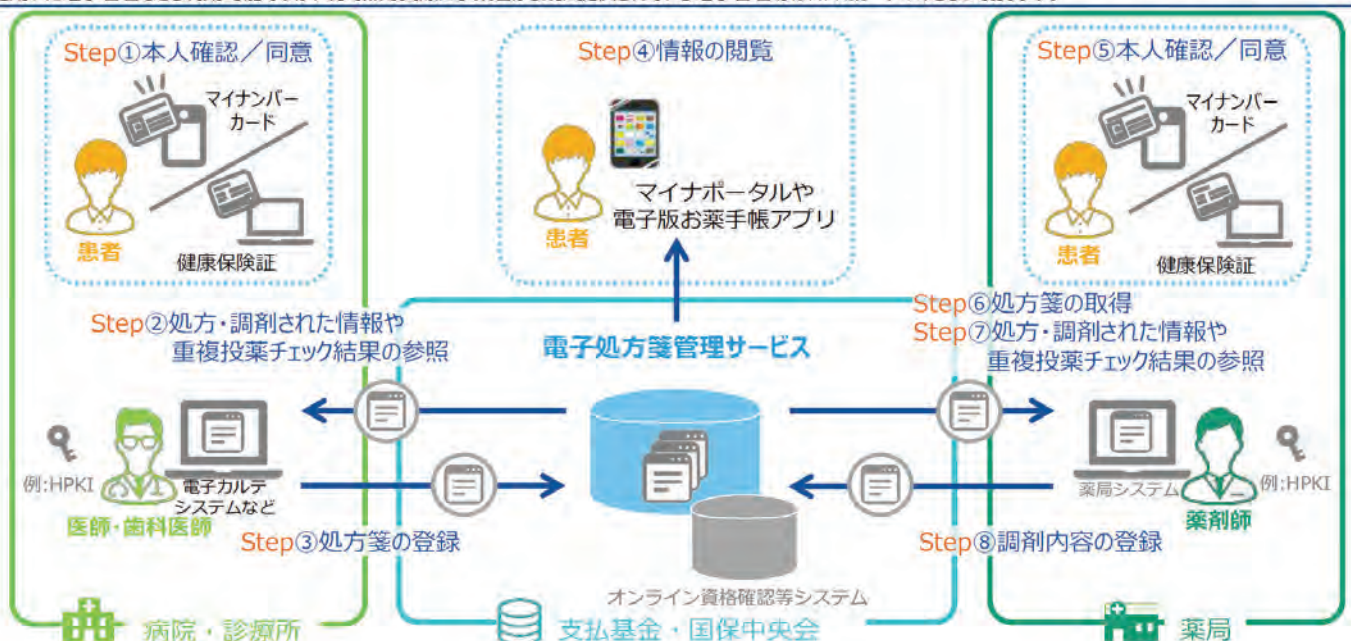 Step①本人確認／同意
マイナンバー
カード
患者
健康保険証
Step④情報の閲覧
マイナポータルや
電子版お薬手帳アプリ
患者
Step⑤本人確認／同意
マイナンバー
カード
患者
健康保険証
Step②処方・調剤された情報や
重複投薬チェック結果の参照
電子処方箋管理サービス
Step⑥処方箋の取得
Step⑦処方・調剤された情報や
重複投薬チェック結果の参照
例:HPKI
電子カルテ
システムなど
医師・歯科医師
Step③処方箋の登録
薬局システム
例:HPKI
薬剤師
Step⑧調剤内容の登録
オンライン資格確認等システム
病院・診療所
支払基金・国保中央会
薬局